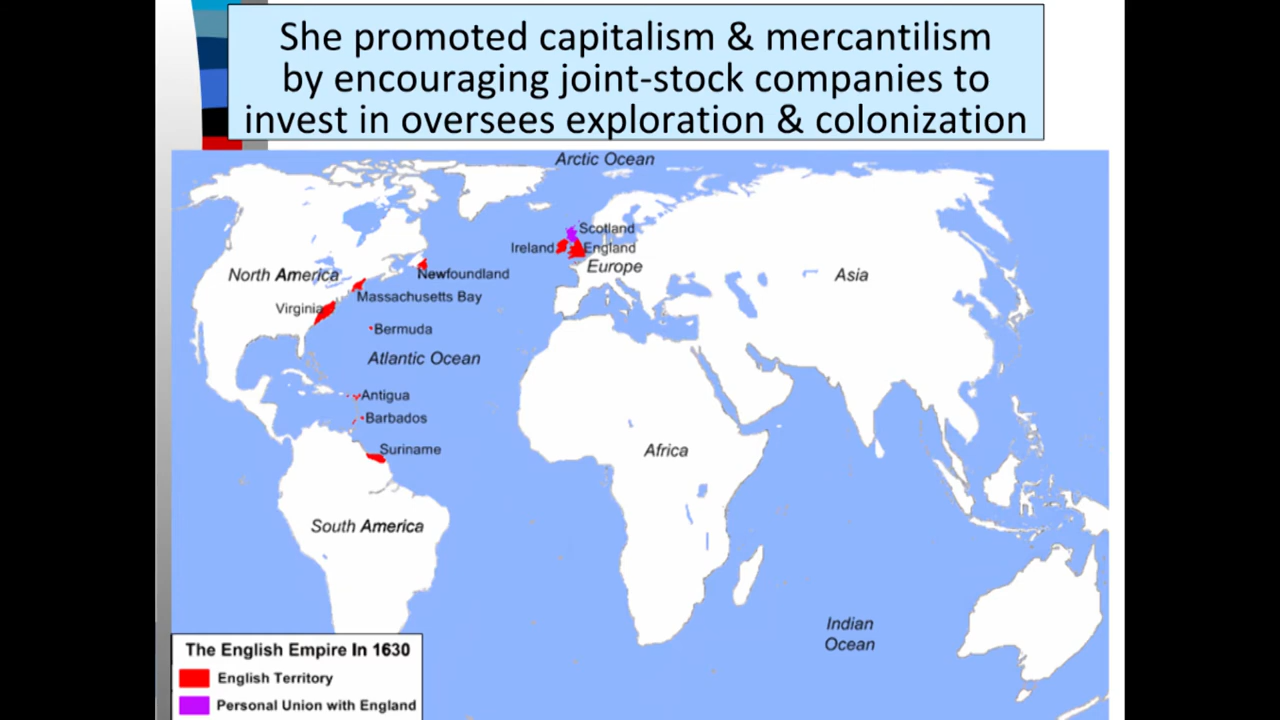 She promoted capitalism & mercantilism
by encouraging joint-stock companies to
invest in oversees exploration & colonization
Arctic Ocean
Scotland
Ireland
England
Europe
North America
Newfoundland
Asia
Massachusetts Bay
Virginia
Bermuda
Atlantic Ocean
Antigua
Barbados
Suriname
Africa
South America
Indian
Ocean
The English Empire In 1630
English Territory
Personal Union with England